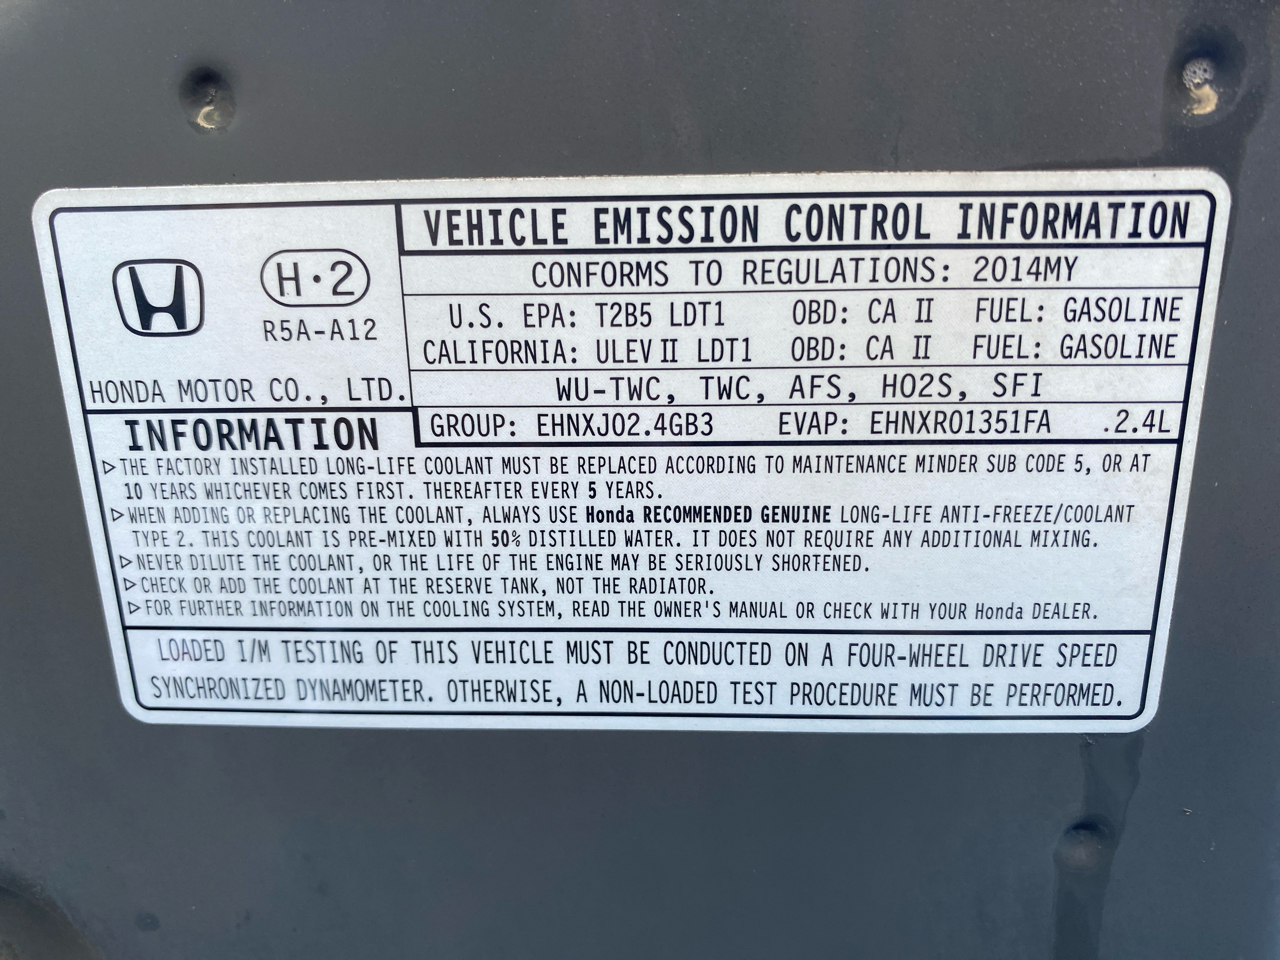 VEHICLE EMISSION CONTROL INFORMATION
CONFORMS TO REGULATIONS: 2014MY
U.S. EPA: T2B5 LDT1 OBD: CA II FUEL: GASOLINE
CALIFORNIA: ULEV II LDT1 OBD: CA II FUEL: GASOLINE
WU-TWC, TWC, AFS, HO2S, SFI
GROUP: EHNXJ02.4GB3 EVAP: EHNXR01351FA .2.4L
H·2
R5A-A12
HONDA MOTOR CO., LTD.
INFORMATION
▷THE FACTORY INSTALLED LONG-LIFE COOLANT MUST BE REPLACED ACCORDING TO MAINTENANCE MINDER SUB CODE 5, OR AT
10 YEARS WHICHEVER COMES FIRST. THEREAFTER EVERY 5 YEARS.
▷WHEN ADDING OR REPLACING THE COOLANT, ALWAYS USE Honda RECOMMENDED GENUINE LONG-LIFE ANTI-FREEZE/COOLANT
TYPE 2. THIS COOLANT IS PRE-MIXED WITH 50% DISTILLED WATER. IT DOES NOT REQUIRE ANY ADDITIONAL MIXING.
▷NEVER DILUTE THE COOLANT, OR THE LIFE OF THE ENGINE MAY BE SERIOUSLY SHORTENED.
▷CHECK OR ADD THE COOLANT AT THE RESERVE TANK, NOT THE RADIATOR.
▷FOR FURTHER INFORMATION ON THE COOLING SYSTEM, READ THE OWNER'S MANUAL OR CHECK WITH YOUR Honda DEALER.
LOADED I/M TESTING OF THIS VEHICLE MUST BE CONDUCTED ON A FOUR-WHEEL DRIVE SPEED
SYNCHRONIZED DYNAMOMETER. OTHERWISE, A NON-LOADED TEST PROCEDURE MUST BE PERFORMED.